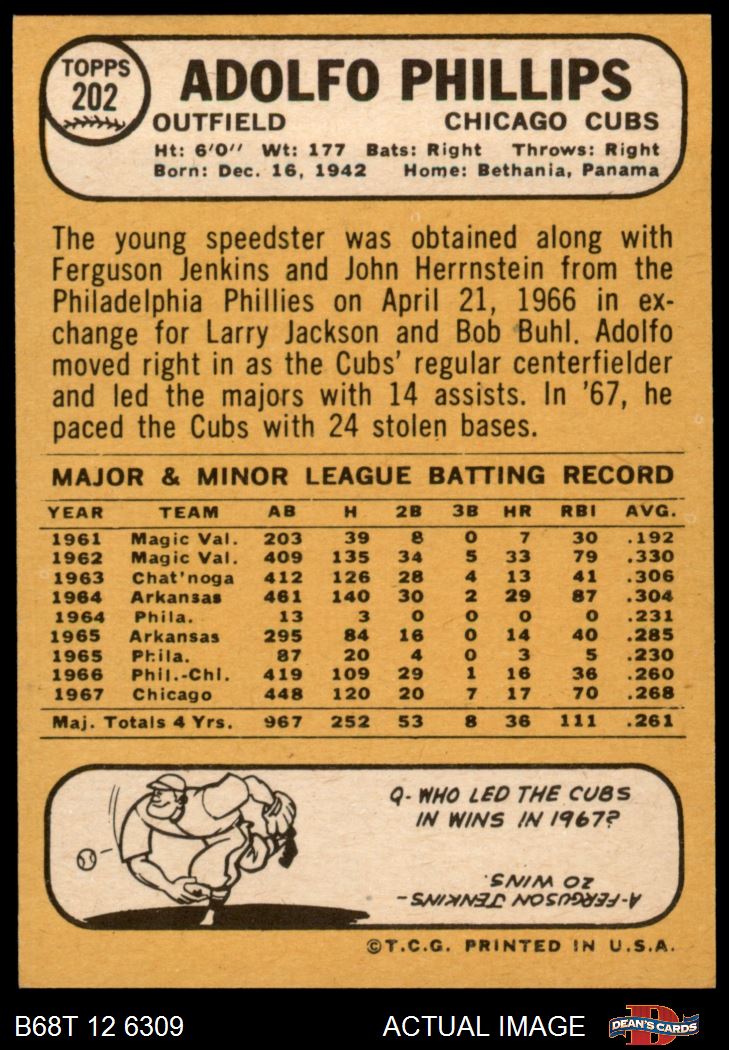 TOPPS
202
ADOLFO PHILLIPS
OUTFIELD CHICAGO CUBS
Ht: 6'0" Wt: 177 Bats: Right Throws: Right
Born: Dec. 16, 1942 Home: Bethania, Panama
The young speedster was obtained along with
Ferguson Jenkins and John Herrnstein from the
Philadelphia Phillies on April 21, 1966 in ex-
change for Larry Jackson and Bob Buhl. Adolfo
moved right in as the Cubs' regular centerfielder
and led the majors with 14 assists. In '67, he
paced the Cubs with 24 stolen bases.
MAJOR & MINOR LEAGUE BATTING RECORD
YEAR TEAM AB H 2B 3B HR RBI AVG.
1961 Magic Val. 203 39 8 0 7 30 .192
1962 Magic Val. 409 135 34 5 33 79 .330
1963 Chat'noga 412 126 28 4 13 41 .306
1964 Arkansas 461 140 30 2 29 87 .304
1964 Phila. 13 3 0 0 0 0 .231
1965 Arkansas 295 84 16 0 14 40 .285
1965 Phila. 87 20 4 0 3 5 .230
1966 Phil.-Chi. 419 109 29 1 16 36 .260
1967 Chicago 448 120 20 7 17 70 .268
Maj. Totals 4 Yrs. 967 252 53 8 36 111 .261
Q- WHO LED THE CUBS
IN WINS IN 1967?
A-FERGUSON JENKINS -
20 WINS.
©T.C.G. PRINTED IN U.S.A.
B68T 12 6309 ACTUAL IMAGE DEAN'S CARDS